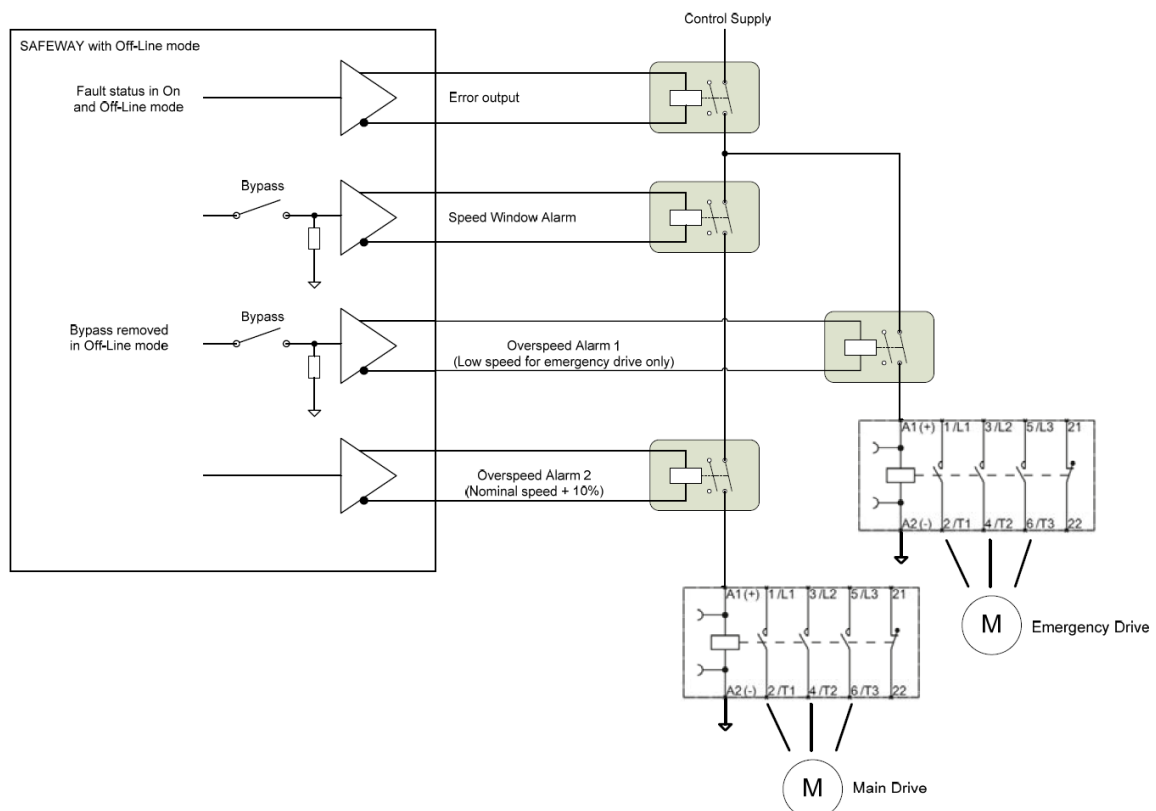 Control Supply
SAFEWAY with Off-Line mode
Fault status in On
and Off-Line mode
Error output
Bypass
Speed Window Alarm
Bypass removed
in Off-Line mode
Bypass
Overspeed Alarm 1
(Low speed for emergency drive only)
Overspeed Alarm 2
(Nominal speed + 10%)
A1(+) 1/L1 3/L2 5/L3 21
A2(-) 2/T1 4/T2 6/T3 22
M
Emergency Drive
A1(+) 1/L1 3/L2 5/L3 21
A2(-) 2/T1 4/T2 6/T3 22
M
Main Drive